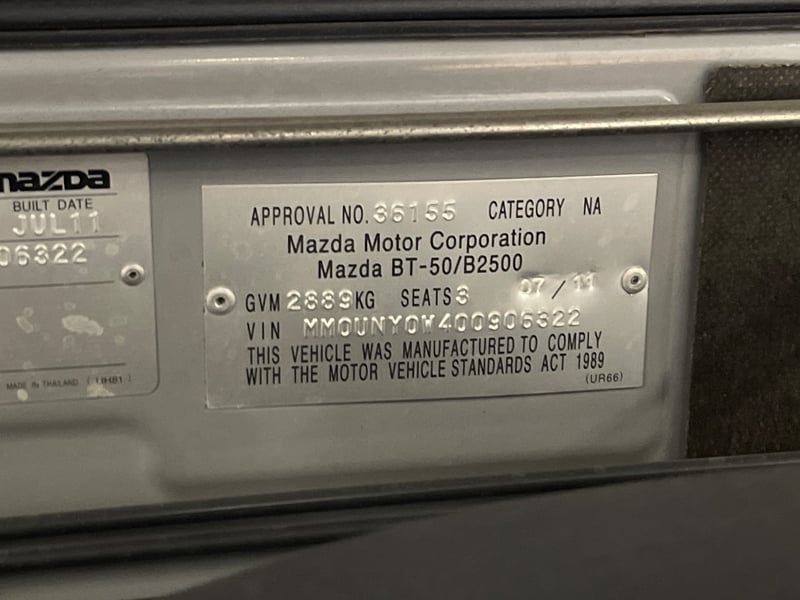 mazda
BUILT DATE
JUL11
06322
MADE IN THAILAND ( UH81 )
APPROVAL NO. 36155 CATEGORY NA
Mazda Motor Corporation
Mazda BT-50/B2500
GVM 2889KG SEATS 3 07/11
VIN MM0UNY0W400906322
THIS VEHICLE WAS MANUFACTURED TO COMPLY
WITH THE MOTOR VEHICLE STANDARDS ACT 1989
(UR66)